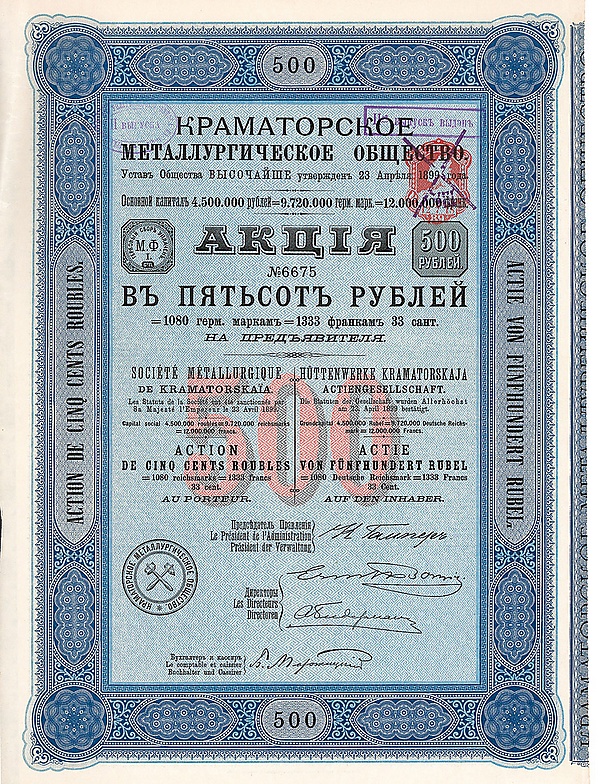 500
I ВЫПУСКЪ
ВЫПУСКЪ ВЫДАНЪ
КРАМАТОРСКОЕ
МЕТАЛЛУРГИЧЕСКОЕ ОБЩЕСТВО.
Уставъ Общества ВЫСОЧАЙШЕ утвержденъ 23 Апрѣля 1899 года.
Основной капиталъ 4.500.000 рублей=9.720.000 герм. марк.=12.000.000 франк.
М.Ф.
АКЦІЯ
500
РУБЛЕЙ.
№6675
ВЪ ПЯТЬСОТЪ РУБЛЕЙ
=1080 герм. маркамъ=1333 франкамъ 33 сант.
НА ПРЕДЪЯВИТЕЛЯ.
SOCIÉTÉ METALLURGIQUE
DE KRAMATORSKAÏA
Les Statuts de la Société ont été sanctionnés par
Sa Majesté l'Empereur le 23 Avril 1899.
Capital social 4.500.000 roubles=9.720.000 reichsmarks
=12.000.000 francs.
ACTION
DE CINQ CENTS ROUBLES
=1080 reichsmarks=1333 francs
33 cent.
AU PORTEUR.
HÜTTENWERKE KRAMATORSKAJA
ACTIENGESELLSCHAFT.
Die Statuten der Gesellschaft wurden Allerhöchst
am 23. April 1899 bestätigt.
Grundcapital 4.500.000 Rubel=9.720.000 Deutsche Reichs-
mark=12.000.000 Francs.
ACTIE
VON FÜNFHUNDERT RUBEL
=1080 Deutsche Reichsmark=1333 Francs
33 Cent.
AUF DEN INHABER.
500
Предсѣдатель Правленія
Le Président de l'Administration
Präsident der Verwaltung
Директоры
Les Directeurs
Directoren
Бухгалтеръ и кассиръ
Le comptable et caissier
Buchhalter und Cassirer
КРАМАТОРСКОЕ МЕТАЛЛУРГИЧЕСКОЕ ОБЩЕСТВО
ACTION DE CINQ CENTS ROUBLES.
ACTIE VON FÜNFHUNDERT RUBEL.
500